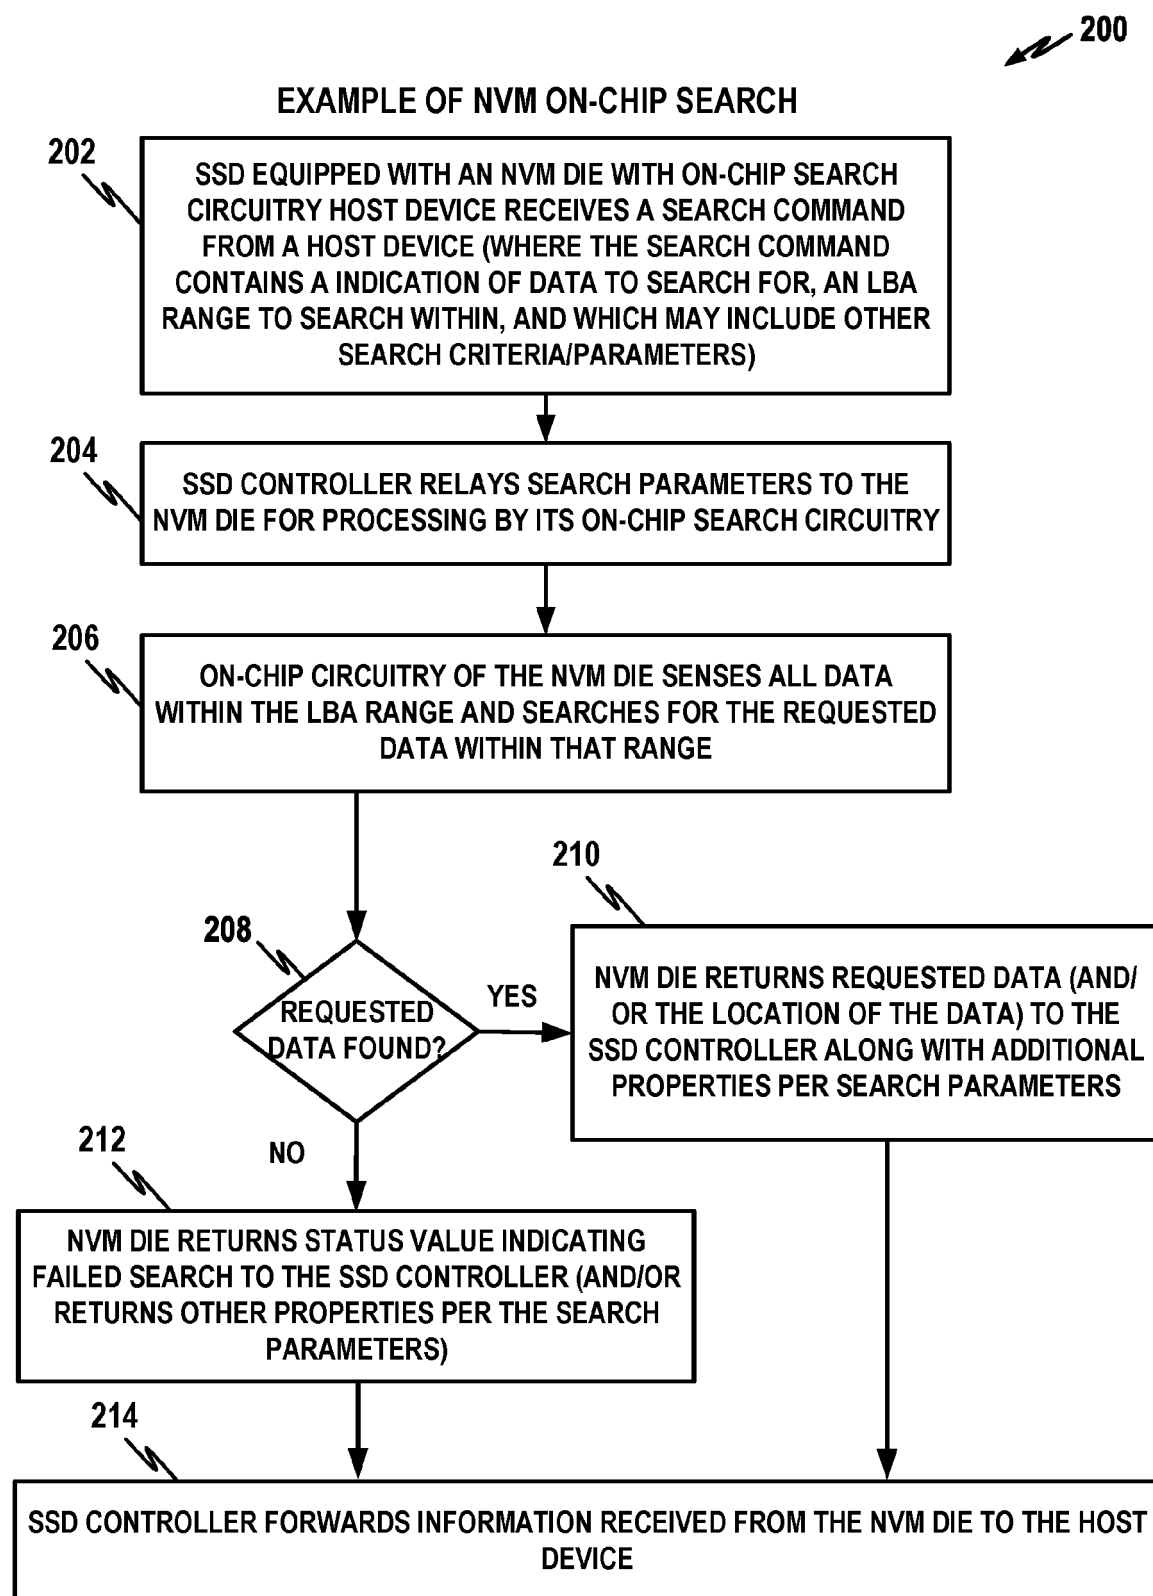 200
EXAMPLE OF NVM ON-CHIP SEARCH
202
SSD EQUIPPED WITH AN NVM DIE WITH ON-CHIP SEARCH
CIRCUITRY HOST DEVICE RECEIVES A SEARCH COMMAND
FROM A HOST DEVICE (WHERE THE SEARCH COMMAND
CONTAINS A INDICATION OF DATA TO SEARCH FOR, AN LBA
RANGE TO SEARCH WITHIN, AND WHICH MAY INCLUDE OTHER
SEARCH CRITERIA/PARAMETERS)
204
SSD CONTROLLER RELAYS SEARCH PARAMETERS TO THE
NVM DIE FOR PROCESSING BY ITS ON-CHIP SEARCH CIRCUITRY
206
ON-CHIP CIRCUITRY OF THE NVM DIE SENSES ALL DATA
WITHIN THE LBA RANGE AND SEARCHES FOR THE REQUESTED
DATA WITHIN THAT RANGE
208
REQUESTED
DATA FOUND?
YES
210
NVM DIE RETURNS REQUESTED DATA (AND/
OR THE LOCATION OF THE DATA) TO THE
SSD CONTROLLER ALONG WITH ADDITIONAL
PROPERTIES PER SEARCH PARAMETERS
NO
212
NVM DIE RETURNS STATUS VALUE INDICATING
FAILED SEARCH TO THE SSD CONTROLLER (AND/OR
RETURNS OTHER PROPERTIES PER THE SEARCH
PARAMETERS)
214
SSD CONTROLLER FORWARDS INFORMATION RECEIVED FROM THE NVM DIE TO THE HOST
DEVICE